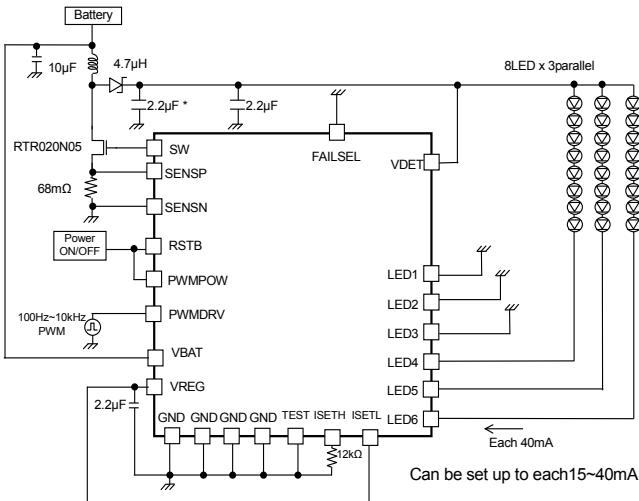 Battery
10µF
4.7µH
8LED x 3parallel
2.2µF *
2.2µF
RTR020N05
SW
FAILSEL
SENSP
VDET
68mΩ
SENSN
Power
ON/OFF
RSTB
PWMPOW
LED1
LED2
100Hz~10kHz
PWM
PWMDRV
LED3
VBAT
LED4
VREG
LED5
2.2µF
GND
GND
GND
GND
TEST
ISETH
ISETL
LED6
12kΩ
Each 40mA
Can be set up to each15~40mA